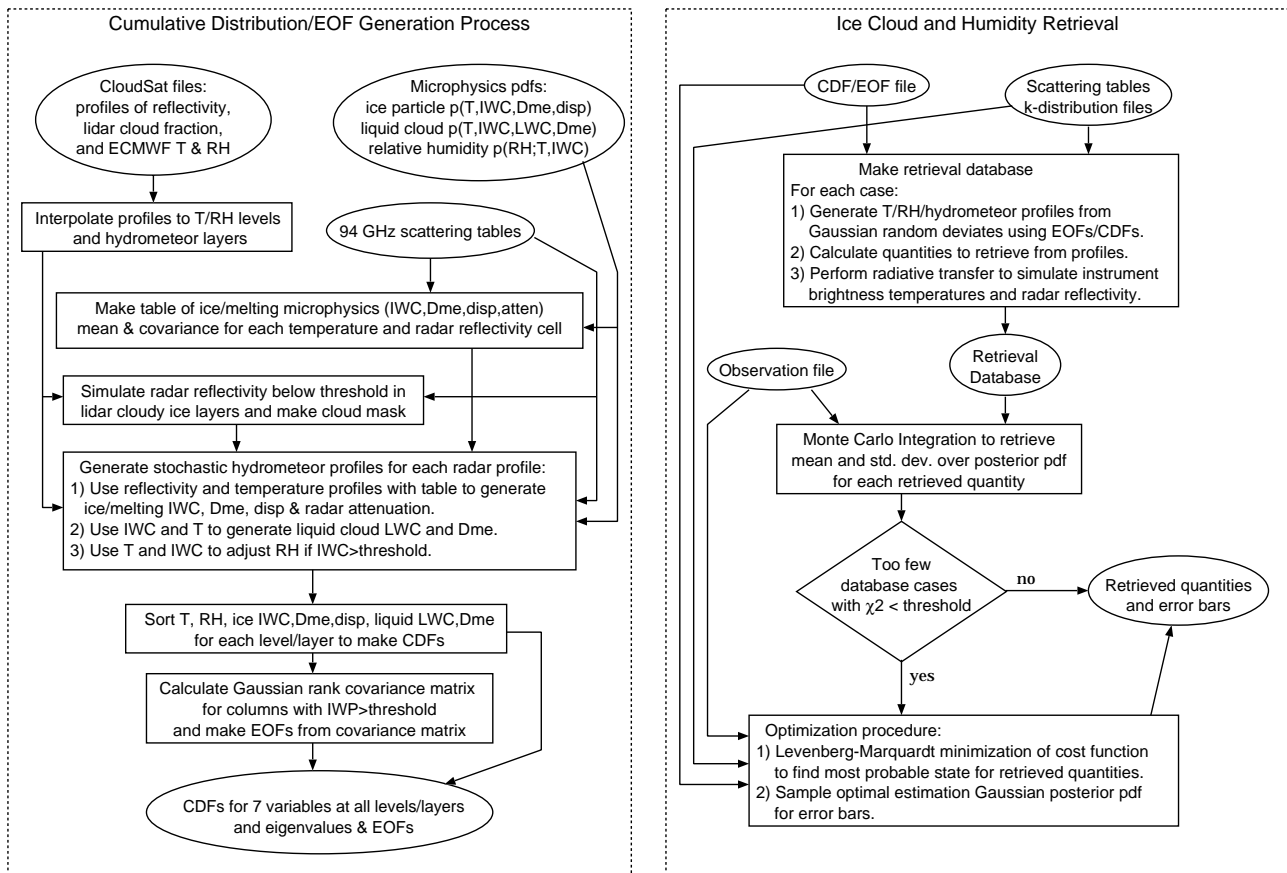 Cumulative Distribution/EOF Generation Process
CloudSat files:
profiles of reflectivity,
lidar cloud fraction,
and ECMWF T & RH
Microphysics pdfs:
ice particle p(T,IWC,Dme,disp)
liquid cloud p(T,IWC,LWC,Dme)
relative humidity p(RH;T,IWC)
Interpolate profiles to T/RH levels
and hydrometeor layers
94 GHz scattering tables
Make table of ice/melting microphysics (IWC,Dme,disp,atten)
mean & covariance for each temperature and radar reflectivity cell
Simulate radar reflectivity below threshold in
lidar cloudy ice layers and make cloud mask
Generate stochastic hydrometeor profiles for each radar profile:
1) Use reflectivity and temperature profiles with table to generate
ice/melting IWC, Dme, disp & radar attenuation.
2) Use IWC and T to generate liquid cloud LWC and Dme.
3) Use T and IWC to adjust RH if IWC>threshold.
Sort T, RH, ice IWC,Dme,disp, liquid LWC,Dme
for each level/layer to make CDFs
Calculate Gaussian rank covariance matrix
for columns with IWP>threshold
and make EOFs from covariance matrix
CDFs for 7 variables at all levels/layers
and eigenvalues & EOFs
Ice Cloud and Humidity Retrieval
CDF/EOF file
Scattering tables
k-distribution files
Make retrieval database
For each case:
1) Generate T/RH/hydrometeor profiles from
Gaussian random deviates using EOFs/CDFs.
2) Calculate quantities to retrieve from profiles.
3) Perform radiative transfer to simulate instrument
brightness temperatures and radar reflectivity.
Observation file
Retrieval
Database
Monte Carlo Integration to retrieve
mean and std. dev. over posterior pdf
for each retrieved quantity
Too few
database cases
with χ2 < threshold
no
Retrieved quantities
and error bars
yes
Optimization procedure:
1) Levenberg-Marquardt minimization of cost function
to find most probable state for retrieved quantities.
2) Sample optimal estimation Gaussian posterior pdf
for error bars.